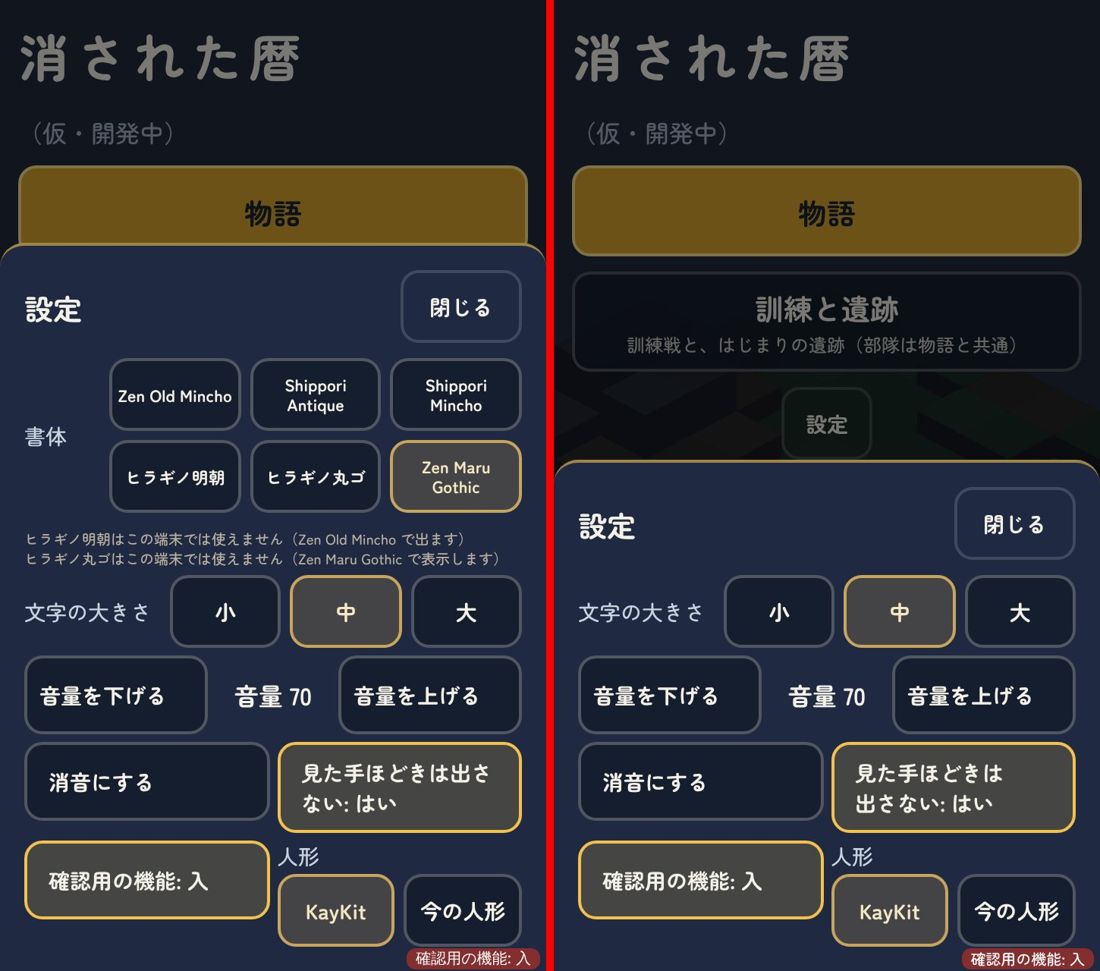 消された暦
（仮・開発中）
物語
設定
閉じる
書体
Zen Old Mincho
Shippori
Antique
Shippori
Mincho
ヒラギノ明朝
ヒラギノ丸ゴ
Zen Maru
Gothic
ヒラギノ明朝はこの端末では使えません（Zen Old Mincho で出ます）
ヒラギノ丸ゴはこの端末では使えません（Zen Maru Gothic で表示します）
文字の大きさ
小
中
大
音量を下げる
音量 70
音量を上げる
消音にする
見た手ほどきは出さ
ない: はい
確認用の機能: 入
人形
KayKit
今の人形
確認用の機能: 入
消された暦
（仮・開発中）
物語
訓練と遺跡
訓練戦と、はじまりの遺跡（部隊は物語と共通）
設定
設定
閉じる
文字の大きさ
小
中
大
音量を下げる
音量 70
音量を上げる
消音にする
見た手ほどきは
出さない: はい
確認用の機能: 入
人形
KayKit
今の人形
確認用の機能: 入